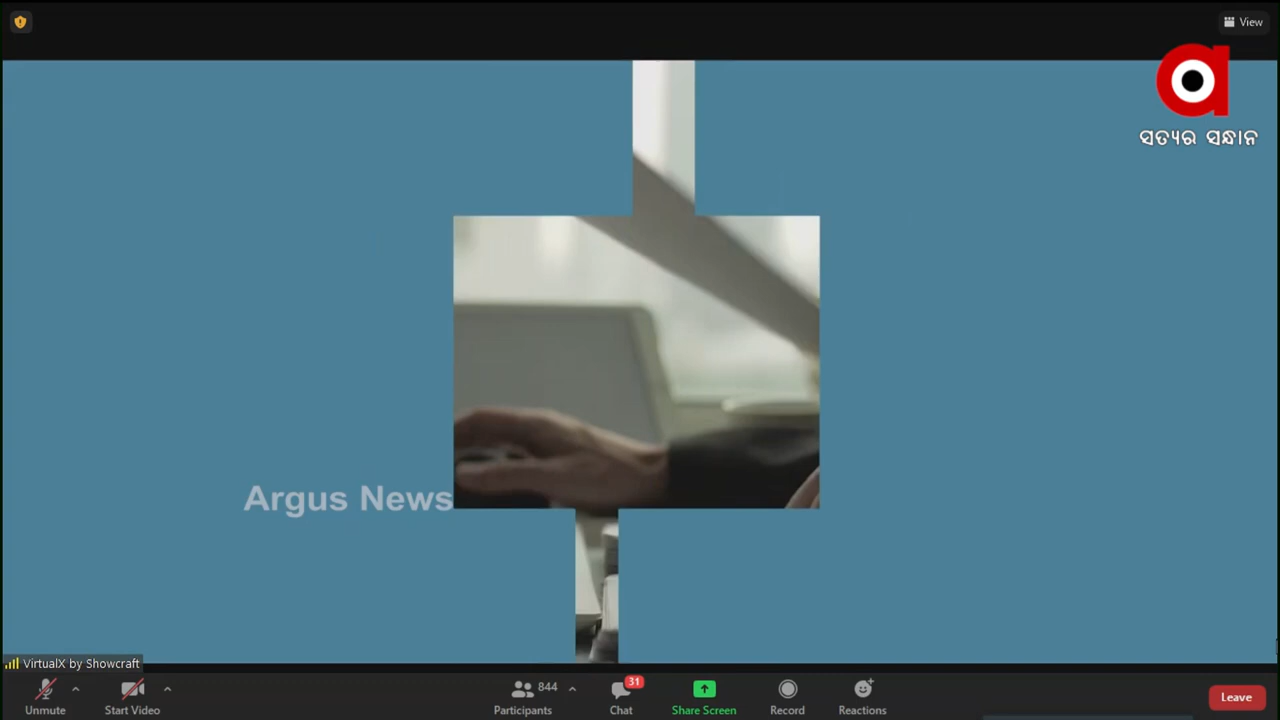 View
ସତ୍ୟର ସନ୍ଧାନ
Argus News
VirtualX by Showcraft
Unmute
Start Video
844
Participants
31
Chat
Share Screen
Record
Reactions
Leave